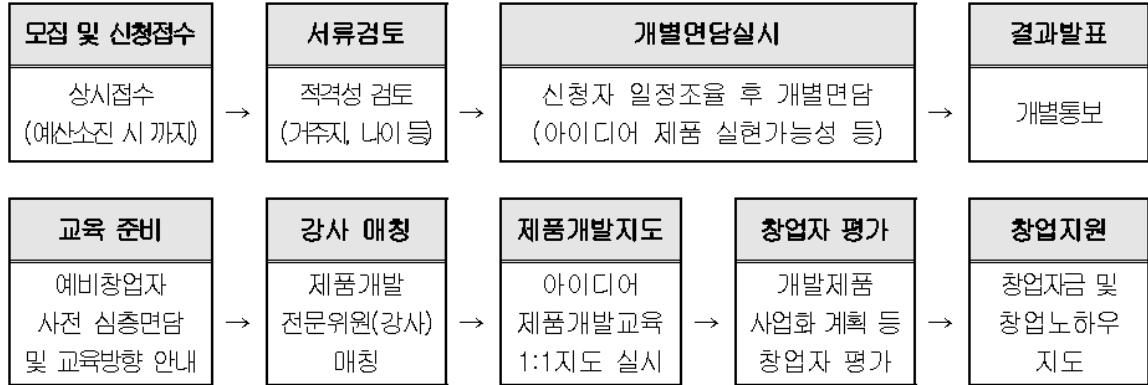 모집 및 신청접수
상시접수
(예산소진 시 까지)
→
서류검토
적격성 검토
(거주지, 나이 등)
→
개별면담실시
신청자 일정조율 후 개별면담
(아이디어 제품 실현가능성 등)
→
결과발표
개별통보
교육 준비
예비창업자
사전 심층면담
및 교육방향 안내
→
강사 매칭
제품개발
전문위원(강사)
매칭
→
제품개발지도
아이디어
제품개발교육
1:1지도 실시
→
창업자 평가
개발제품
사업화 계획 등
창업자 평가
→
창업지원
창업자금 및
창업노하우
지도